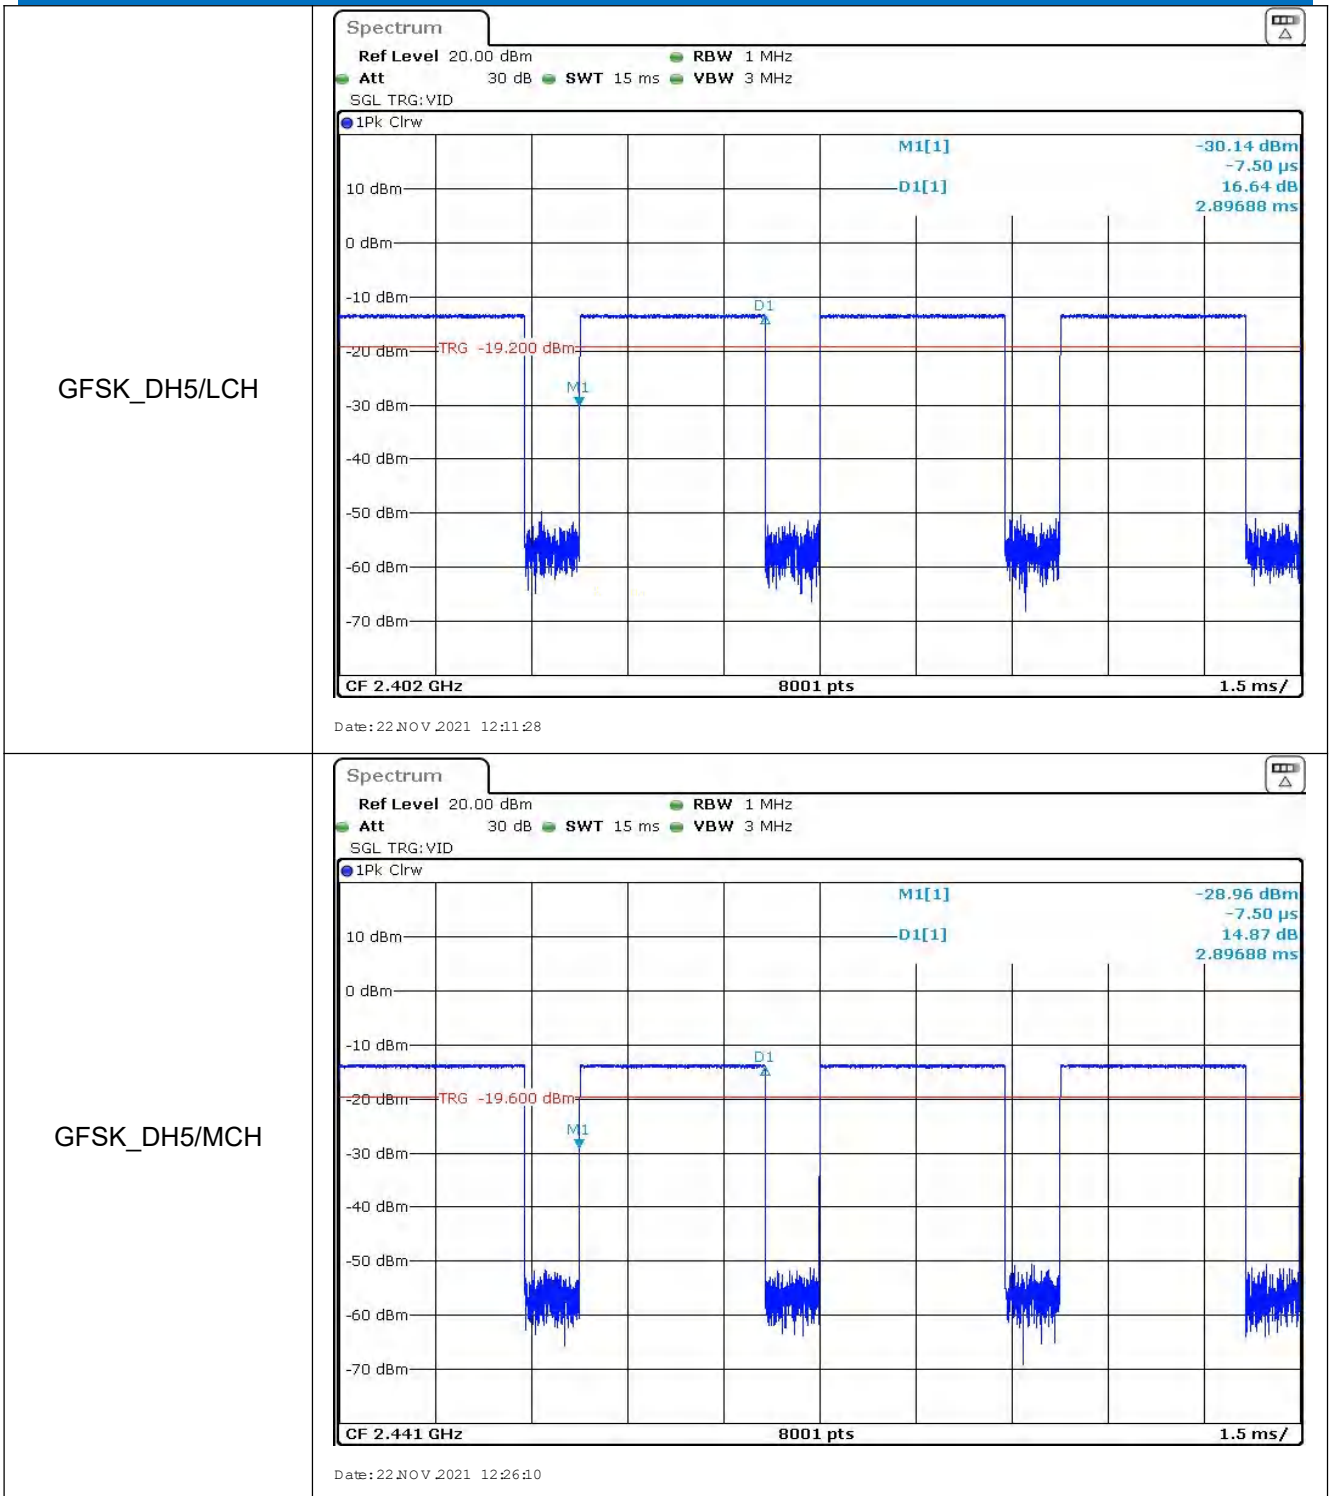 GFSK_DH5/LCH
Spectrum
Ref Level 20.00 dBm RBW 1 MHz
Att 30 dB SWT 15 ms VBW 3 MHz
SGL TRG:VID
1Pk Clrw
M1[1] -30.14 dBm
-7.50 µs
10 dBm D1[1] 16.64 dB
2.89688 ms
0 dBm
-10 dBm
D1
-20 dBm TRG -19.200 dBm
M1
-30 dBm
-40 dBm
-50 dBm
-60 dBm
-70 dBm
CF 2.402 GHz 8001 pts 1.5 ms/
Date: 22.NOV.2021 12:11:28
GFSK_DH5/MCH
Spectrum
Ref Level 20.00 dBm RBW 1 MHz
Att 30 dB SWT 15 ms VBW 3 MHz
SGL TRG:VID
1Pk Clrw
M1[1] -28.96 dBm
-7.50 µs
10 dBm D1[1] 14.87 dB
2.89688 ms
0 dBm
-10 dBm
D1
-20 dBm TRG -19.600 dBm
M1
-30 dBm
-40 dBm
-50 dBm
-60 dBm
-70 dBm
CF 2.441 GHz 8001 pts 1.5 ms/
Date: 22.NOV.2021 12:26:10